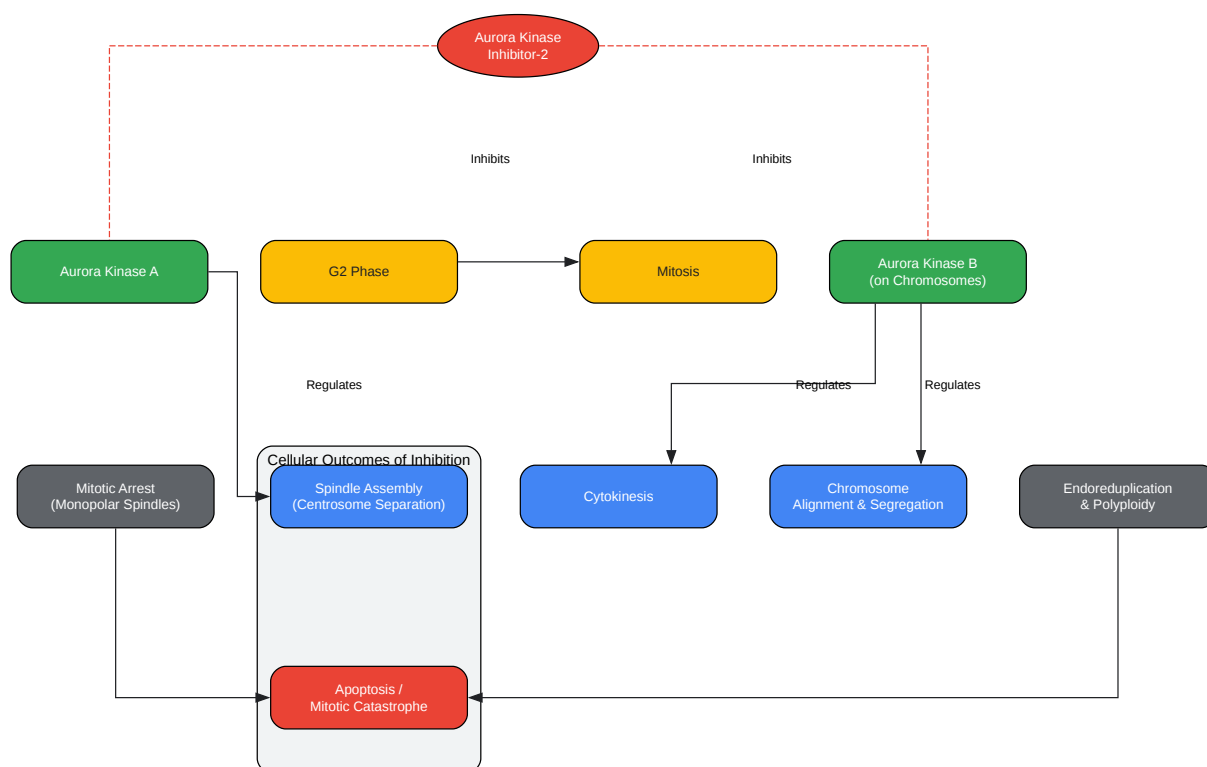 Aurora Kinase
Inhibitor-2
Inhibits
Inhibits
Aurora Kinase A
G2 Phase
Mitosis
Aurora Kinase B
(on Chromosomes)
Regulates
Regulates
Regulates
Cellular Outcomes of Inhibition
Mitotic Arrest
(Monopolar Spindles)
Spindle Assembly
(Centrosome Separation)
Cytokinesis
Chromosome
Alignment & Segregation
Endoreduplication
& Polyploidy
Apoptosis /
Mitotic Catastrophe